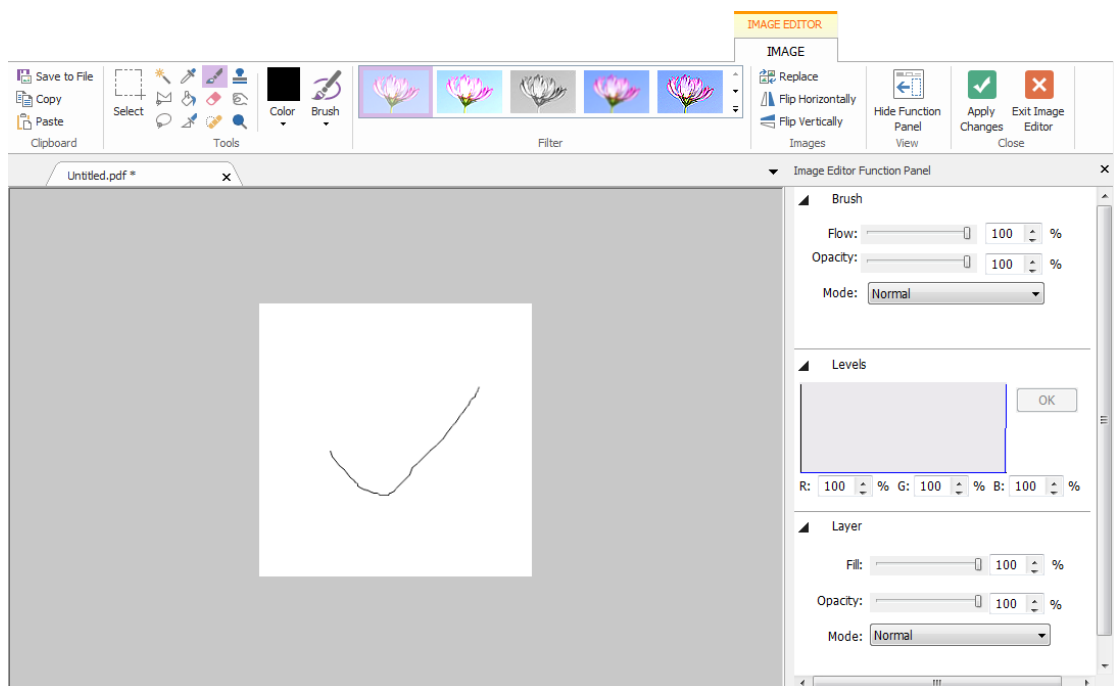 IMAGE EDITOR
IMAGE
Save to File
Copy
Paste
Clipboard
Select
Tools
Color
Brush
Filter
Replace
Flip Horizontally
Flip Vertically
Images
Hide Function
Panel
View
Apply
Changes
Exit Image
Editor
Close
Untitled.pdf *
Image Editor Function Panel
Brush
Flow: 100 %
Opacity: 100 %
Mode: Normal
Levels
OK
R: 100 % G: 100 % B: 100 %
Layer
Fill: 100 %
Opacity: 100 %
Mode: Normal